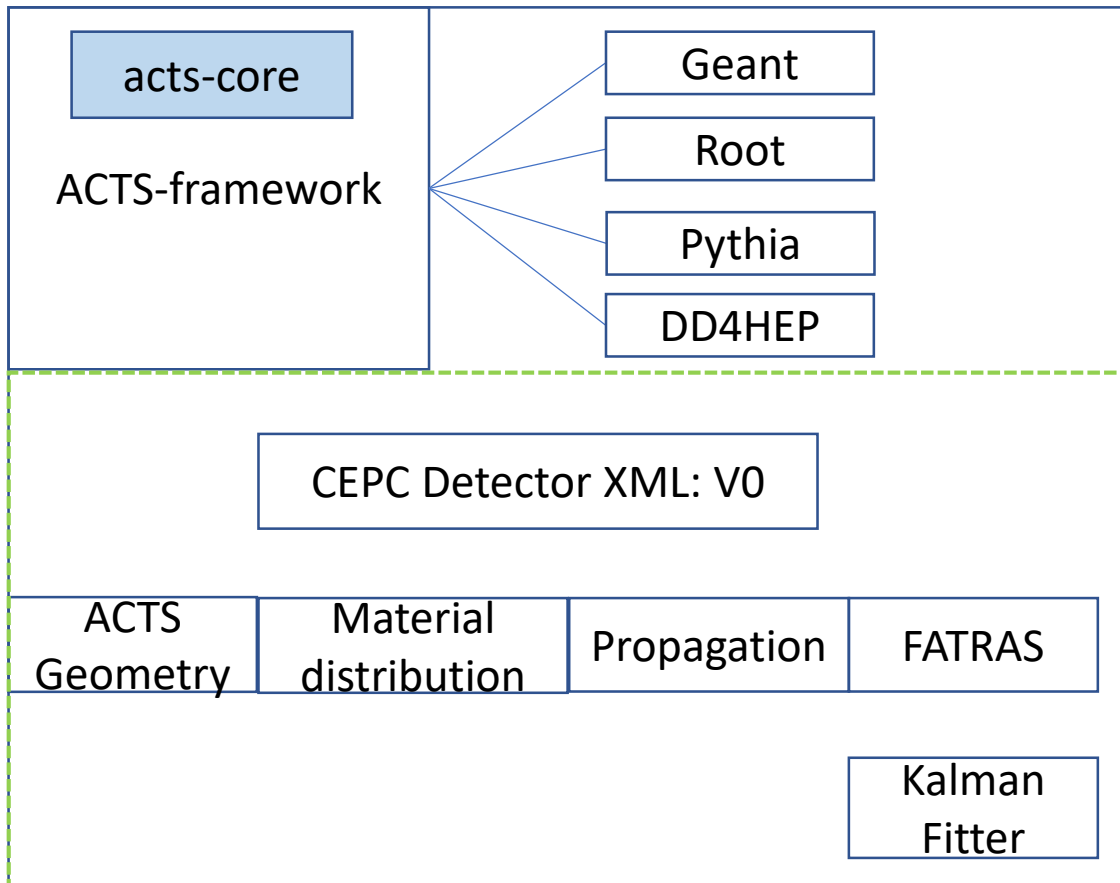 acts-core
ACTS-framework
Geant
Root
Pythia
DD4HEP
CEPC Detector XML: V0
ACTS
Geometry
Material
distribution
Propagation
FATRAS
Kalman
Fitter